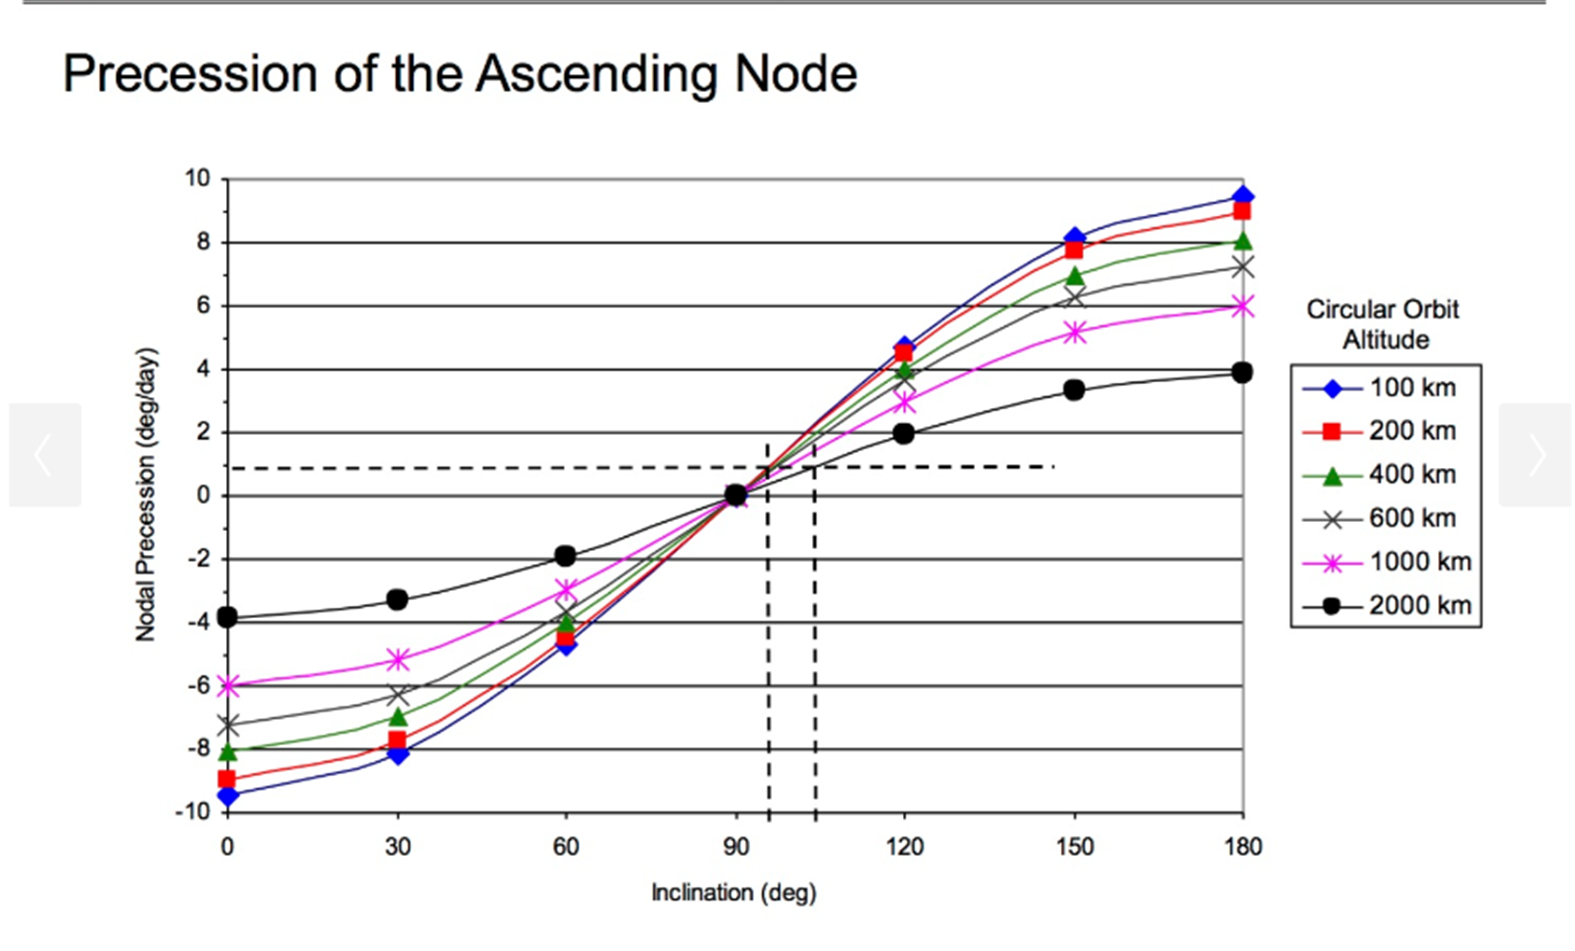 Precession of the Ascending Node
10
8
6
4
2
0
-2
-4
-6
-8
-10
Nodal Precession (deg/day)
0 30 60 90 120 150 180
Inclination (deg)
Circular Orbit
Altitude
100 km
200 km
400 km
600 km
1000 km
2000 km